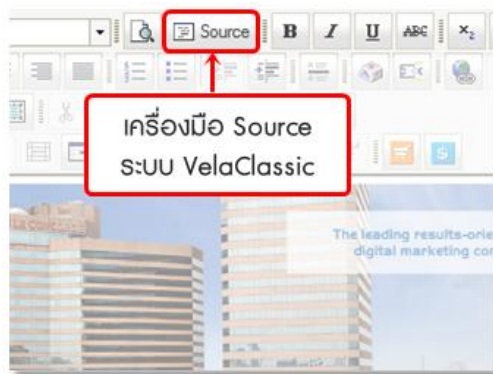 Source
B I U ABC x₂
เครื่องมือ Source
ระบบ VelaClassic
The leading results-orie
digital marketing con